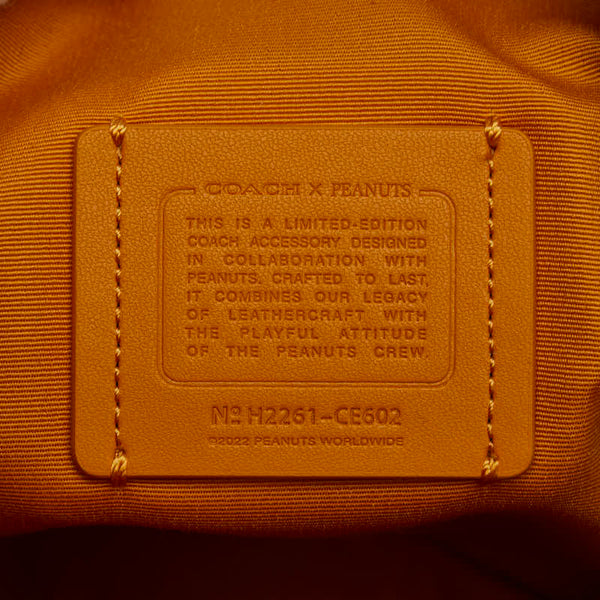 COACH X PEANUTS
THIS IS A LIMITED-EDITION
COACH ACCESSORY DESIGNED
IN COLLABORATION WITH
PEANUTS. CRAFTED TO LAST,
IT COMBINES OUR LEGACY
OF LEATHERCRAFT WITH
THE PLAYFUL ATTITUDE
OF THE PEANUTS CREW.
Nº H2261-CE602
©2022 PEANUTS WORLDWIDE